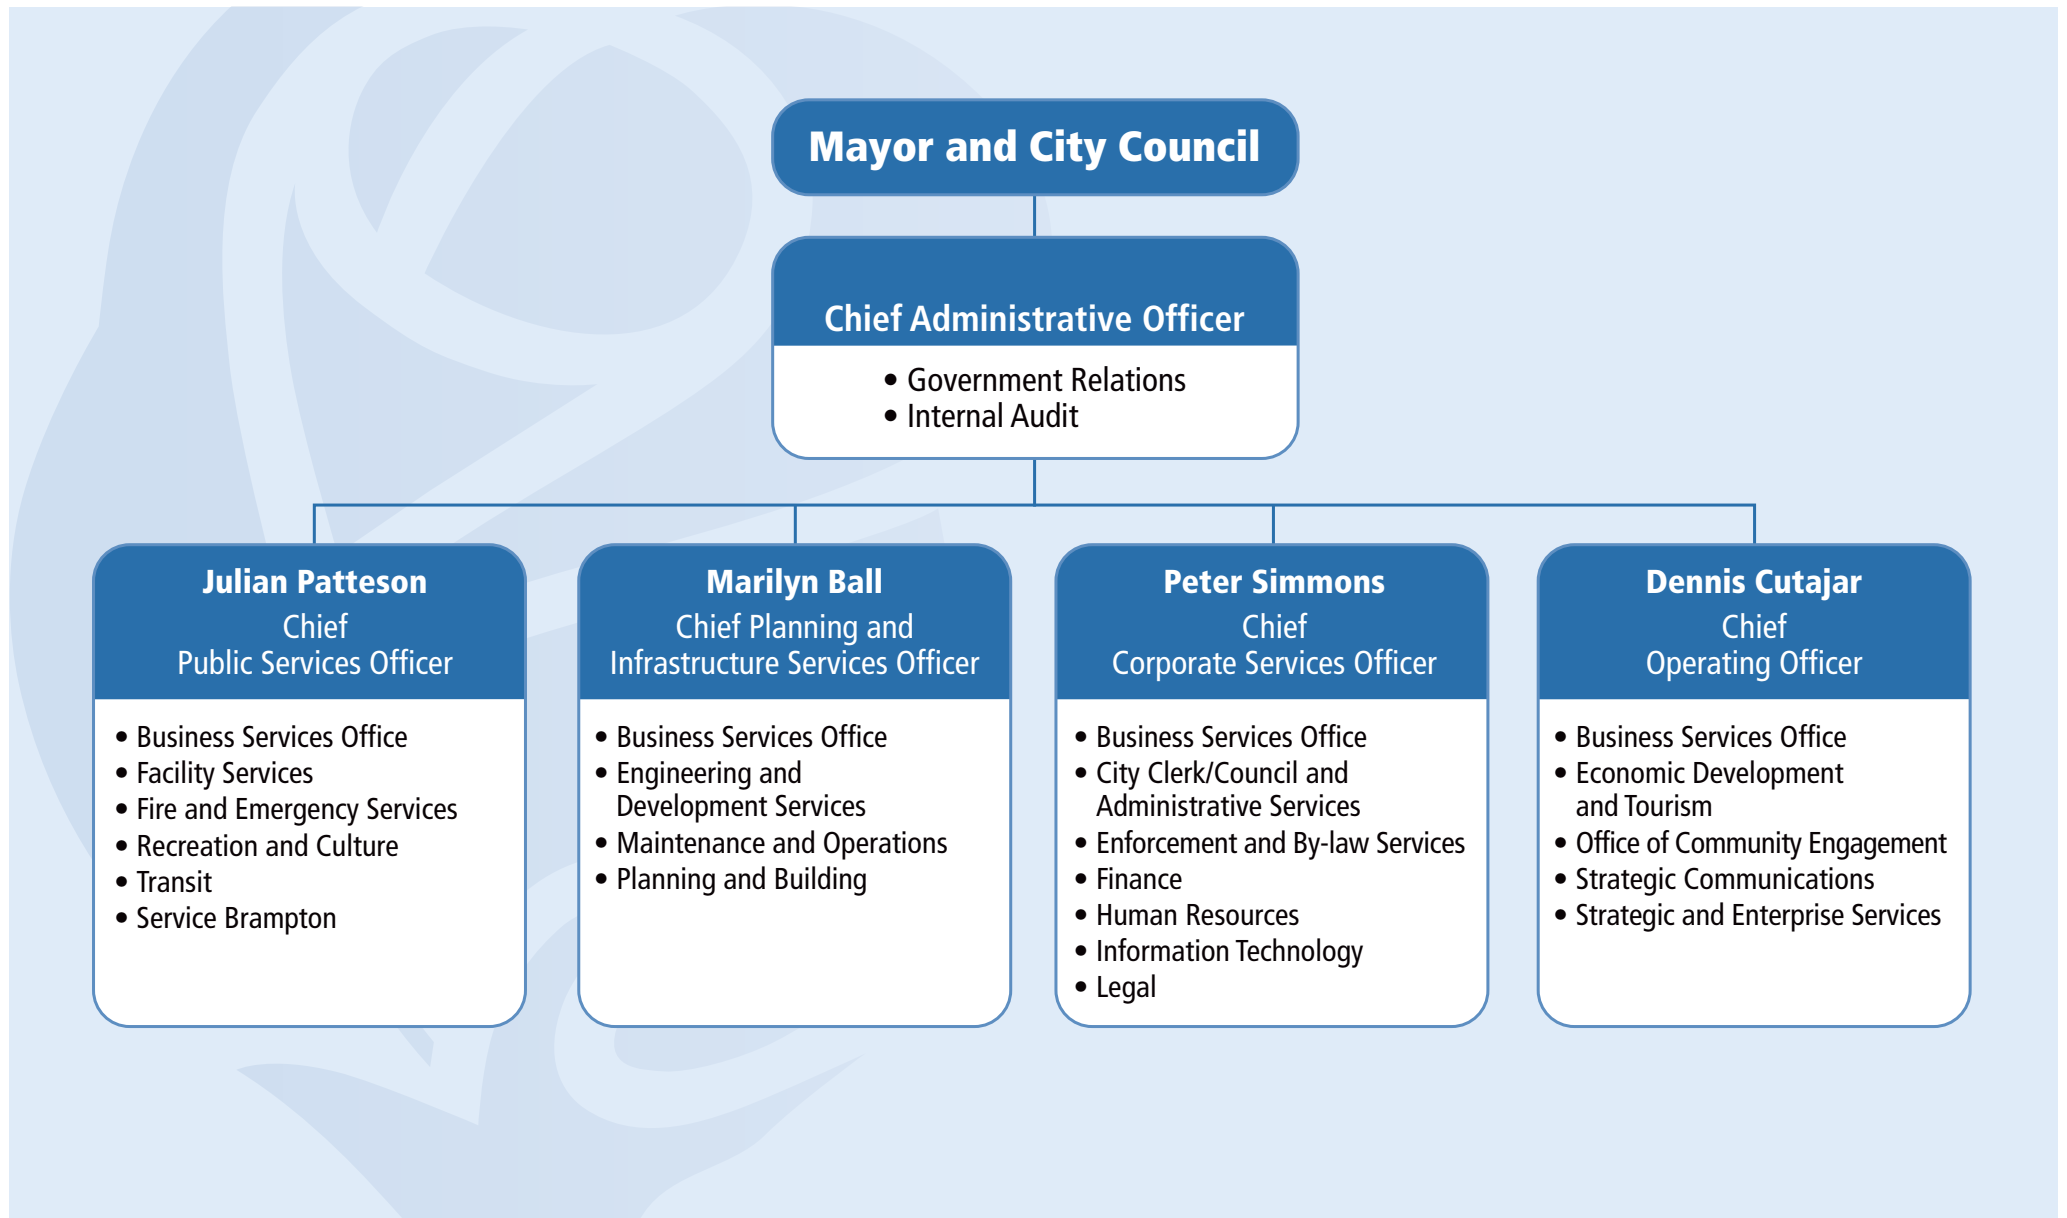 Mayor and City Council
Chief Administrative Officer
• Government Relations
• Internal Audit
Julian Patteson
Chief
Public Services Officer
• Business Services Office
• Facility Services
• Fire and Emergency Services
• Recreation and Culture
• Transit
• Service Brampton
Marilyn Ball
Chief Planning and
Infrastructure Services Officer
• Business Services Office
• Engineering and
Development Services
• Maintenance and Operations
• Planning and Building
Peter Simmons
Chief
Corporate Services Officer
• Business Services Office
• City Clerk/Council and
Administrative Services
• Enforcement and By-law Services
• Finance
• Human Resources
• Information Technology
• Legal
Dennis Cutajar
Chief
Operating Officer
• Business Services Office
• Economic Development
and Tourism
• Office of Community Engagement
• Strategic Communications
• Strategic and Enterprise Services